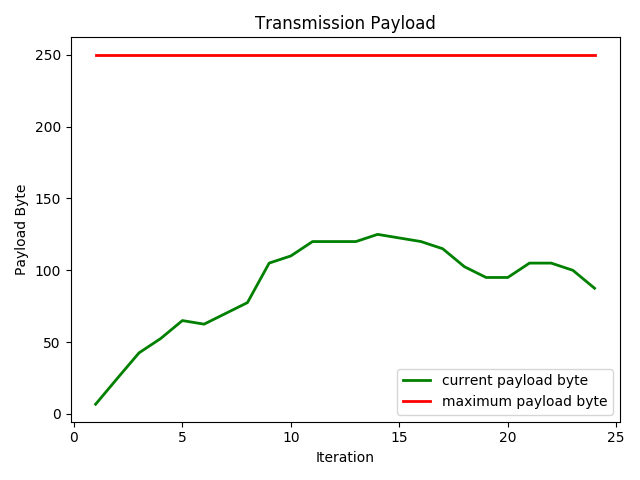 Transmission Payload
Payload Byte
250
200
150
100
50
0
current payload byte
maximum payload byte
0 5 10 15 20 25
Iteration